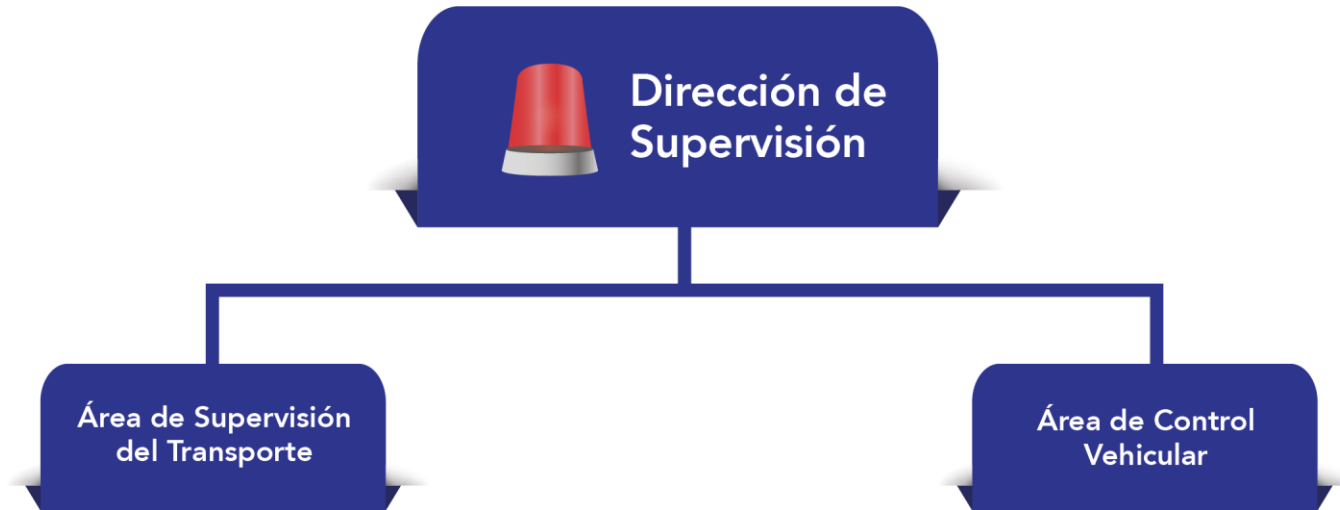 Dirección de
Supervisión
Área de Supervisión
del Transporte
Área de Control
Vehicular